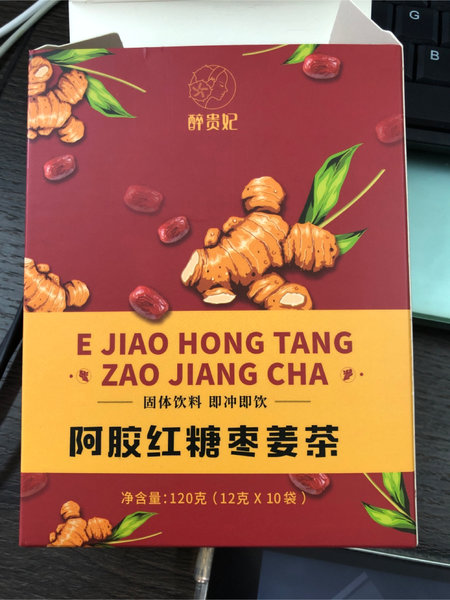 醉贵妃
E JIAO HONG TANG
ZAO JIANG CHA
固体饮料 即冲即饮
阿胶红糖枣姜茶
净含量:120克(12克 X 10袋)
G
B